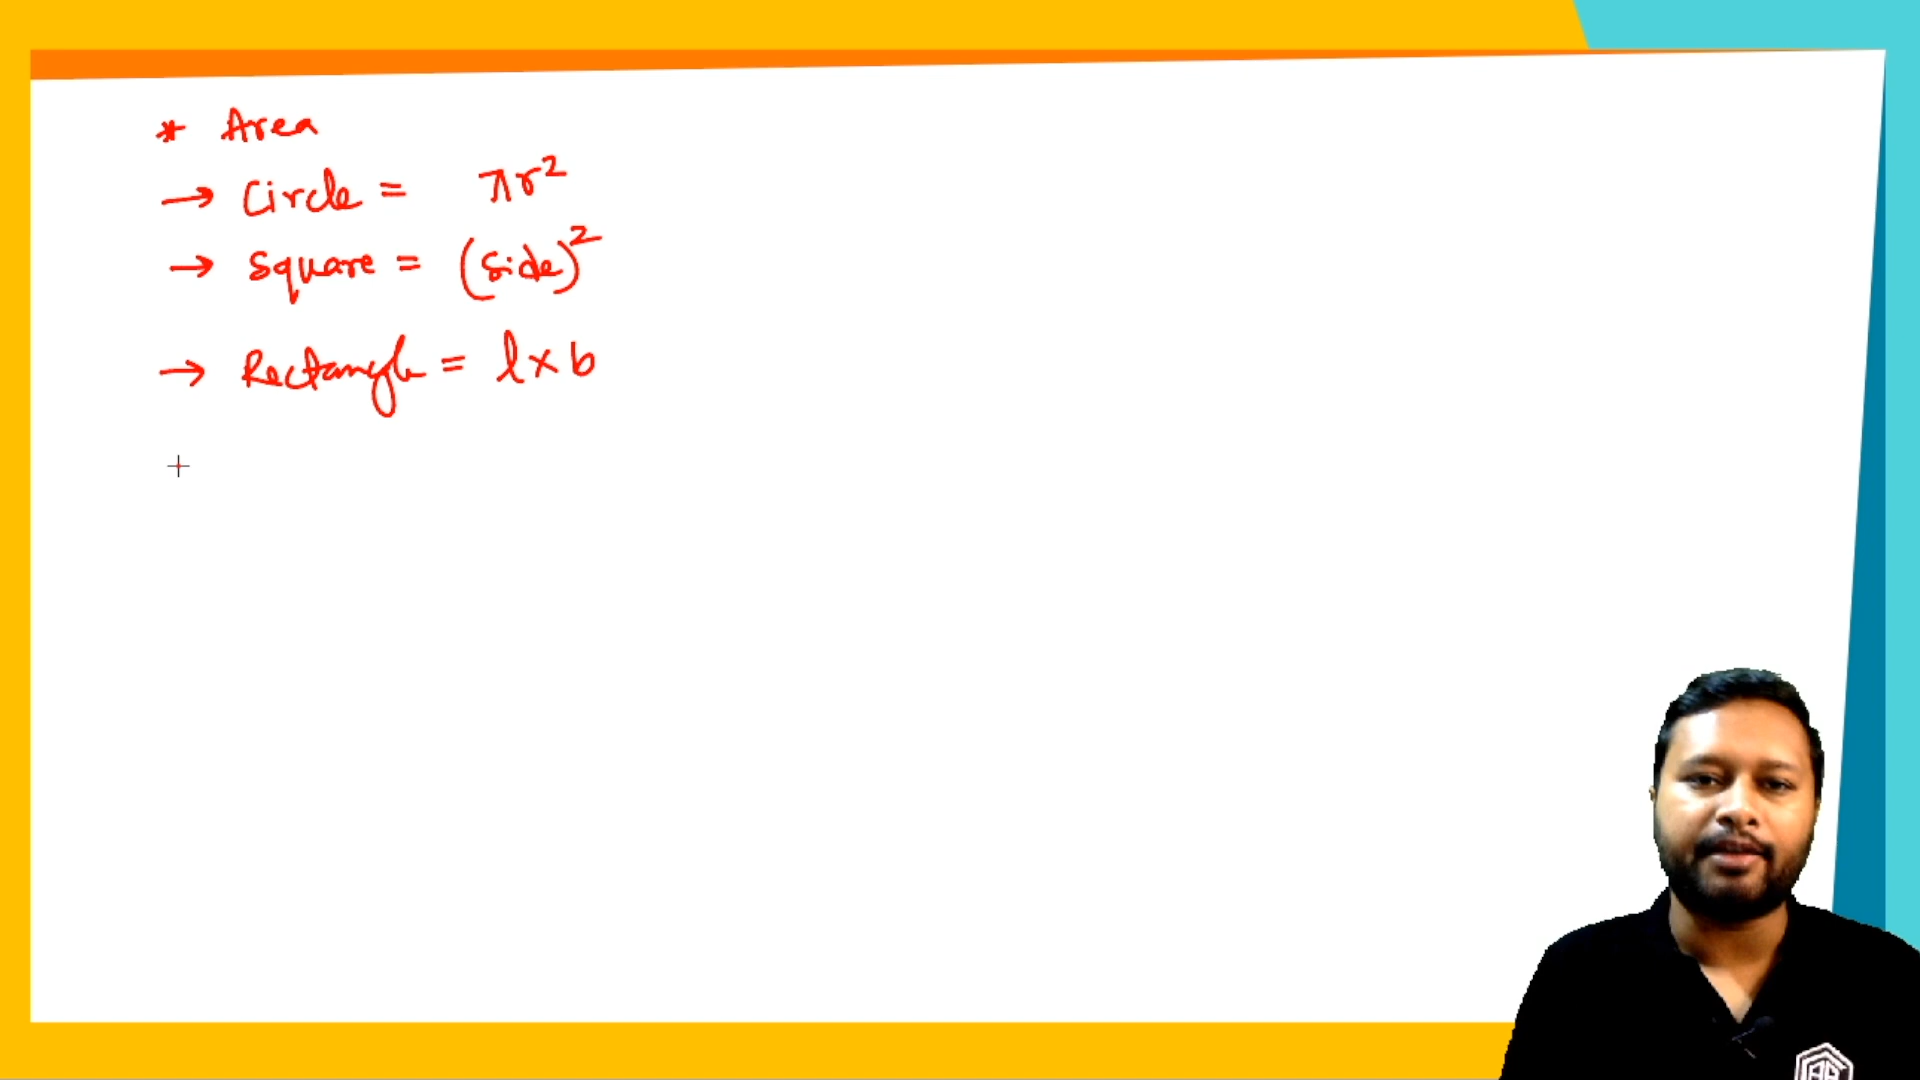 * Area
→ Circle = πr²
→ Square = (Side)²
→ Rectangle = l × b